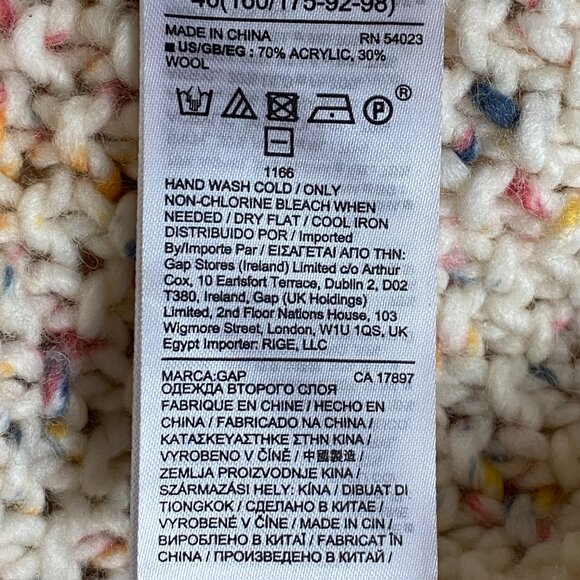 46(160/175-92-98)
MADE IN CHINA RN 54023
■ US/GB/EG : 70% ACRYLIC, 30%
WOOL
P ®
1166
HAND WASH COLD / ONLY
NON-CHLORINE BLEACH WHEN
NEEDED / DRY FLAT / COOL IRON
DISTRIBUIDO POR / Imported
By/Importe Par / ΕΙΣΑΓΕΤΑΙ ΑΠΟ ΤΗΝ:
Gap Stores (Ireland) Limited c/o Arthur
Cox, 10 Earlsfort Terrace, Dublin 2, D02
T380, Ireland, Gap (UK Holdings)
Limited, 2nd Floor Nations House, 103
Wigmore Street, London, W1U 1QS, UK
Egypt Importer: RIGE, LLC
MARCA:GAP CA 17897
ОДЕЖДА ВТОРОГО СЛОЯ
FABRIQUE EN CHINE / HECHO EN
CHINA / FABRICADO NA CHINA /
ΚΑΤΑΣΚΕΥΑΣΤΗΚΕ ΣΤΗΝ ΚΙΝΑ /
VYROBENO V ČÍNĚ / 中國製造 /
ZEMLJA PROIZVODNJE KINA /
SZÁRMAZÁSI HELY: KÍNA / DIBUAT DI
TIONGKOK / СДЕЛАНО В КИТАЕ /
VYROBENÉ V ČÍNE / MADE IN CIN /
ВИРОБЛЕНО В КИТАЇ / FABRICAT ÎN
CHINA / ПРОИЗВЕДЕНО В КИТАЙ /